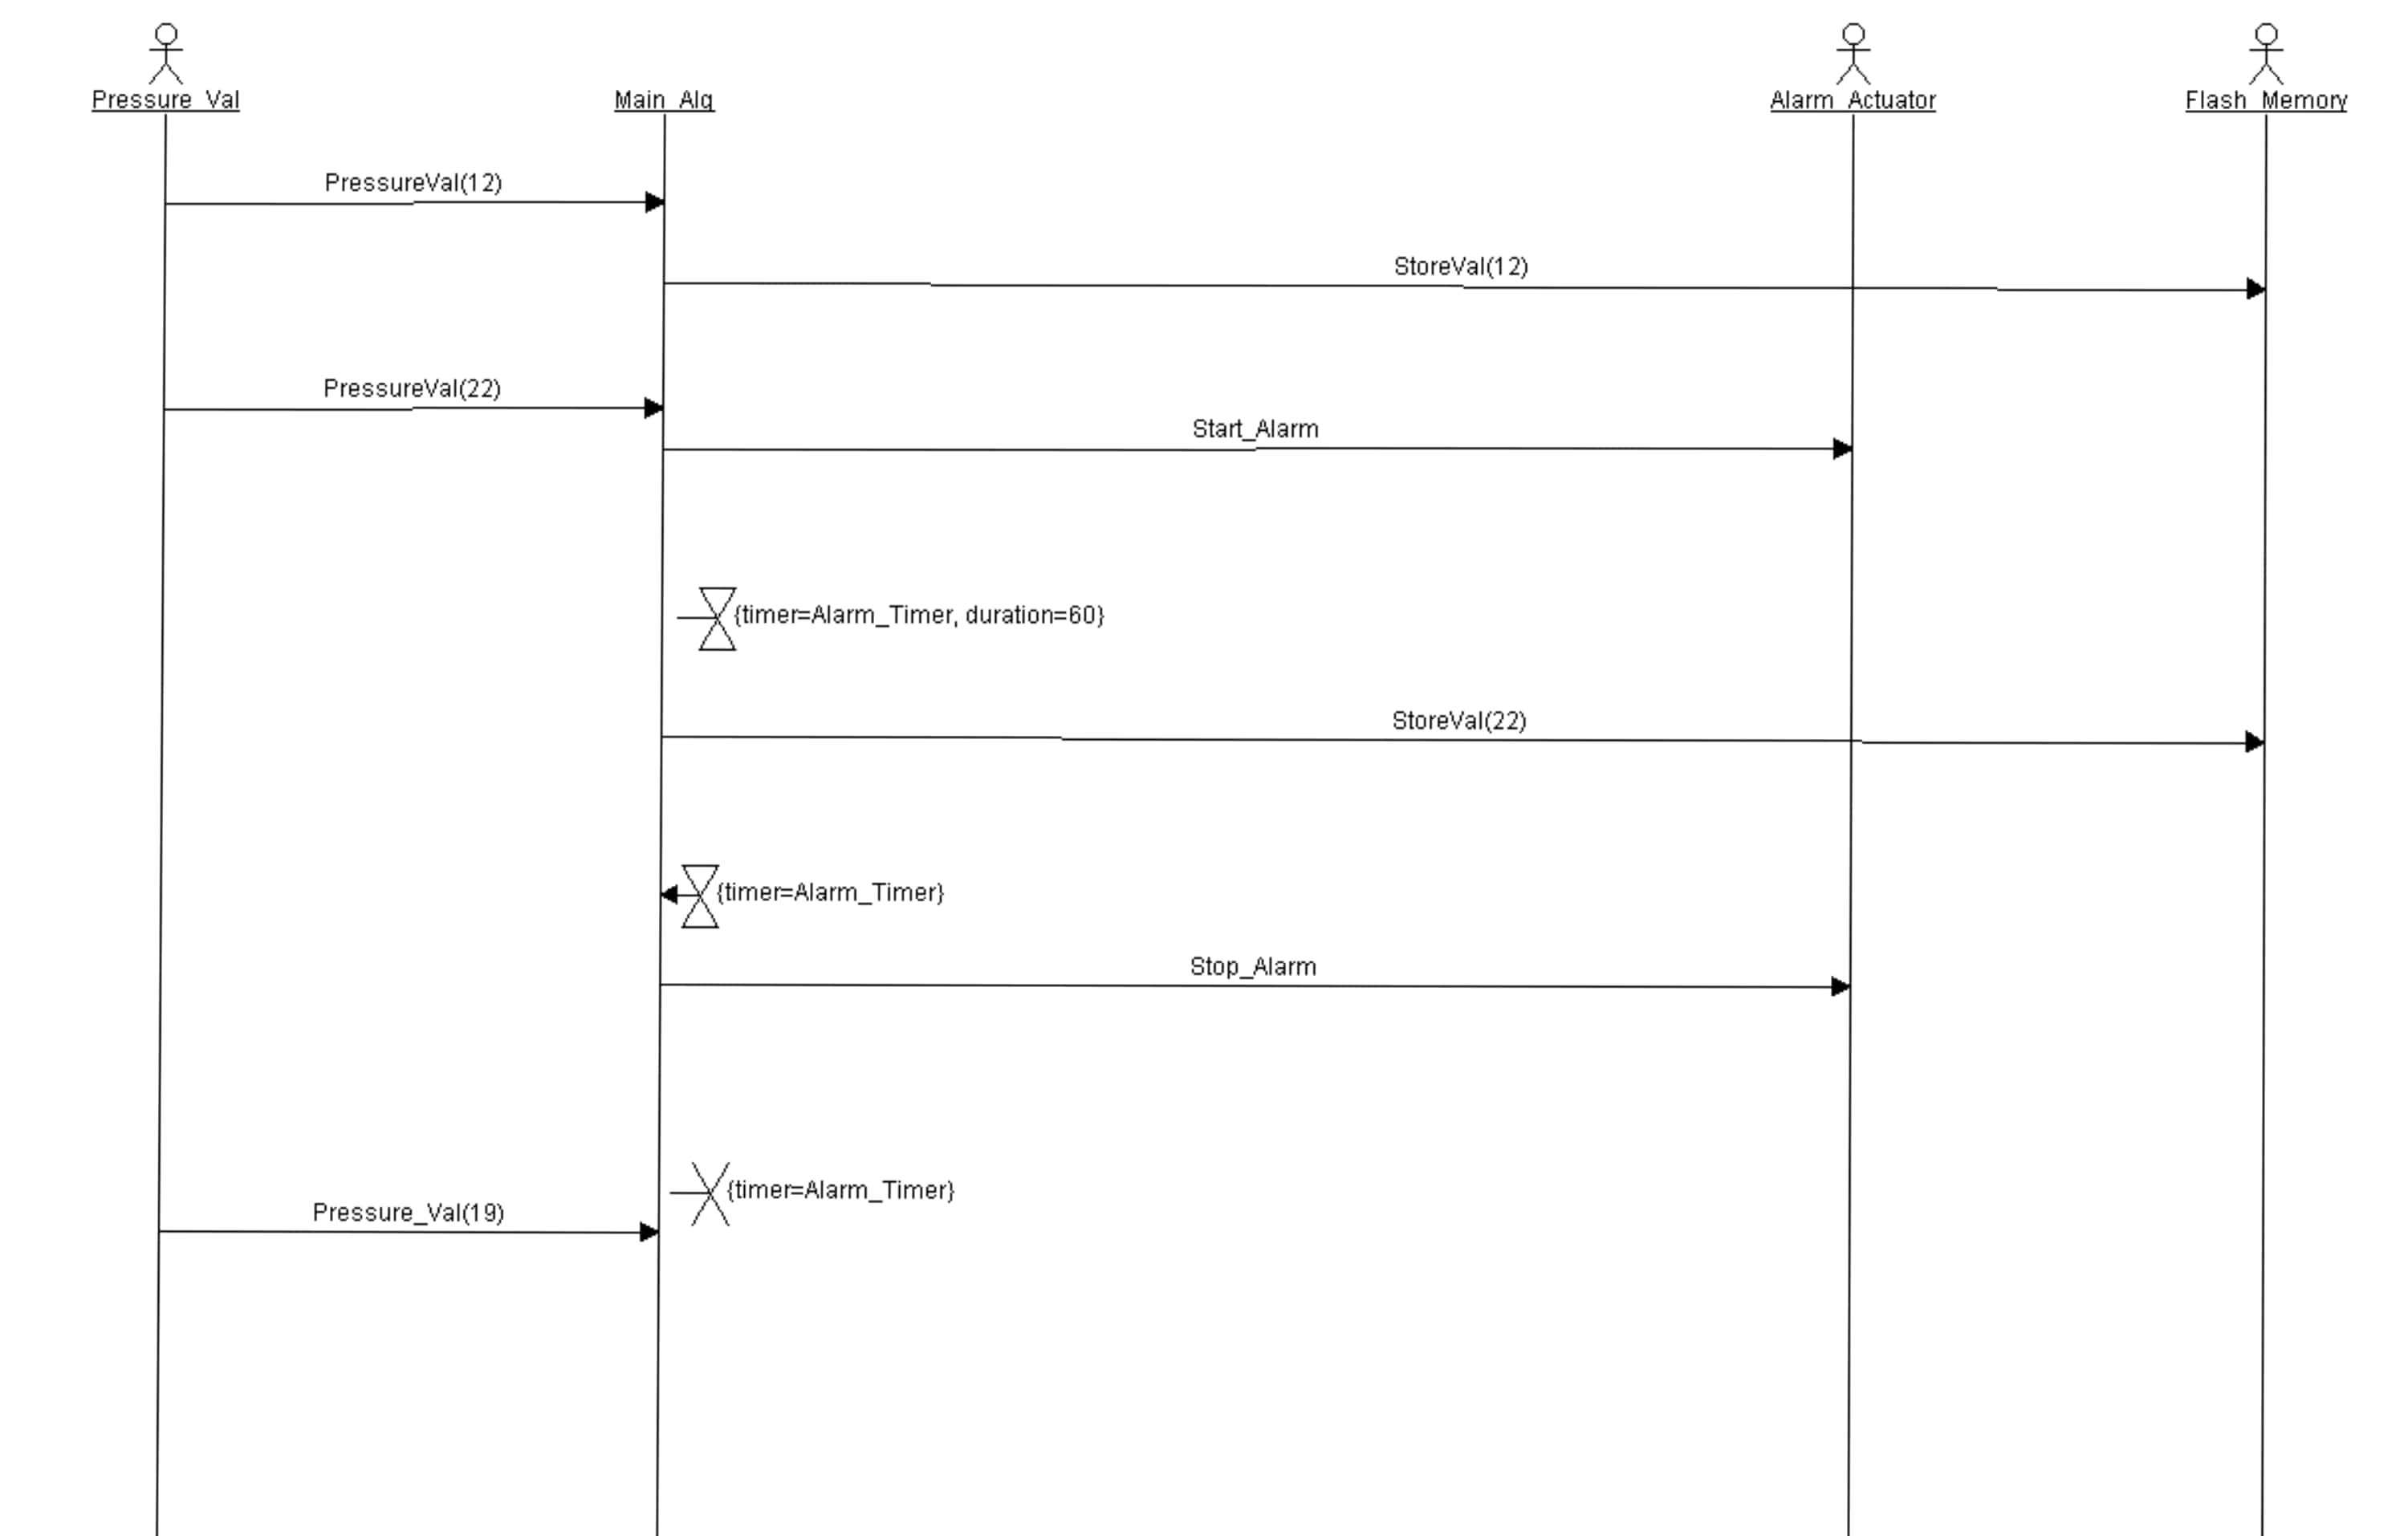 Pressure_Val
Main_Alg
Alarm_Actuator
Flash_Memory
PressureVal(12)
StoreVal(12)
PressureVal(22)
Start_Alarm
{timer=Alarm_Timer, duration=60}
StoreVal(22)
{timer=Alarm_Timer}
Stop_Alarm
{timer=Alarm_Timer}
Pressure_Val(19)